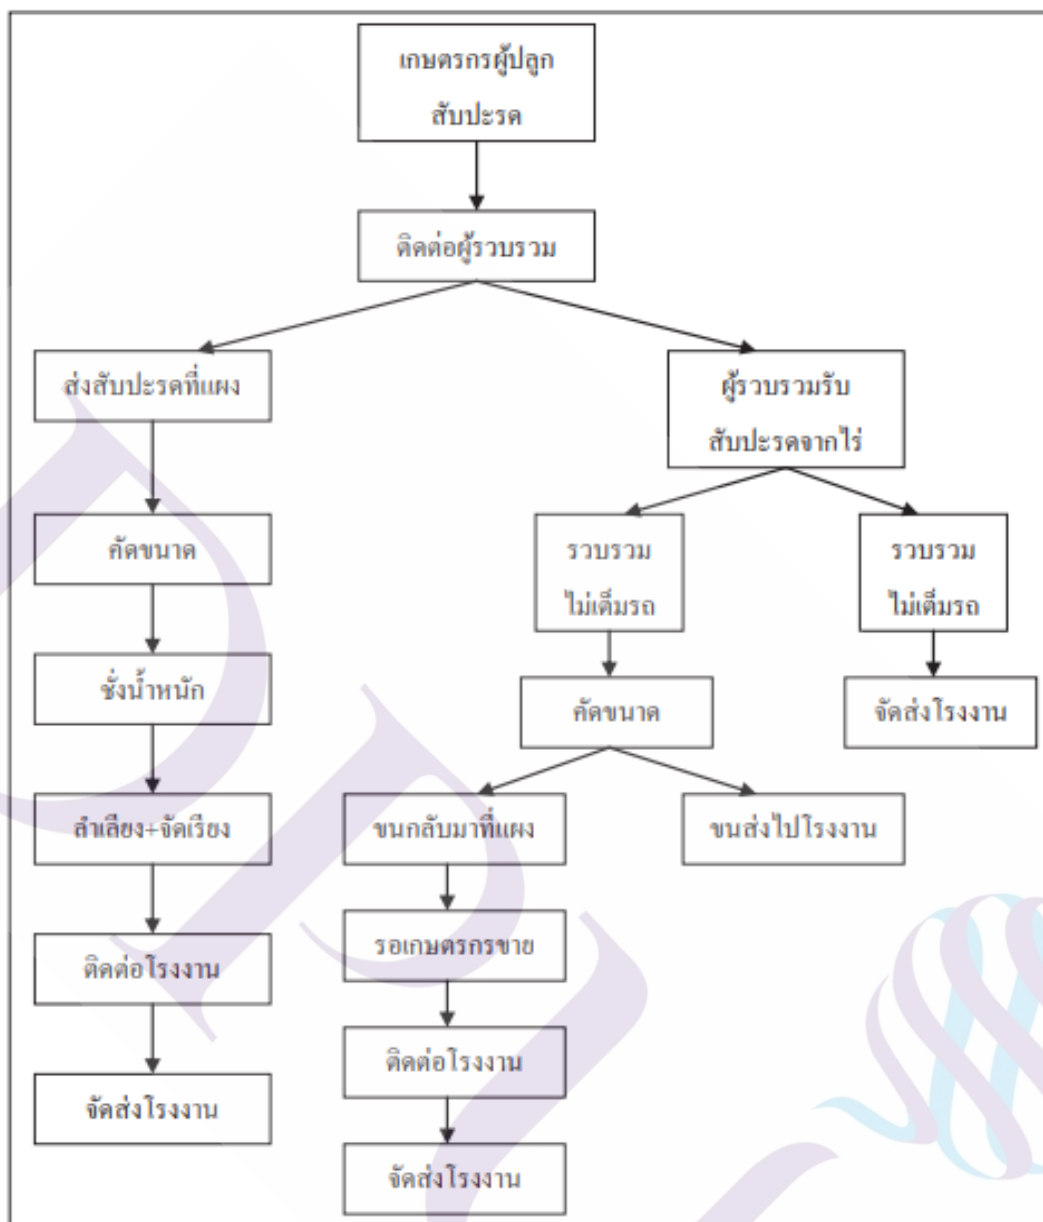 เกษตรกรผู้ปลูก
สับปะรด
ติดต่อผู้รวบรวม
ส่งสับปะรดที่แผง
ผู้รวบรวมรับ
สับปะรดจากไร่
คัดขนาด
รวบรวม
ไม่เต็มรถ
รวบรวม
ไม่เต็มรถ
ชั่งน้ำหนัก
คัดขนาด
จัดส่งโรงงาน
ลำเลียง+จัดเรียง
ขนกลับมาที่แผง
ขนส่งไปโรงงาน
ติดต่อโรงงาน
รอเกษตรกรขาย
ติดต่อโรงงาน
จัดส่งโรงงาน
จัดส่งโรงงาน